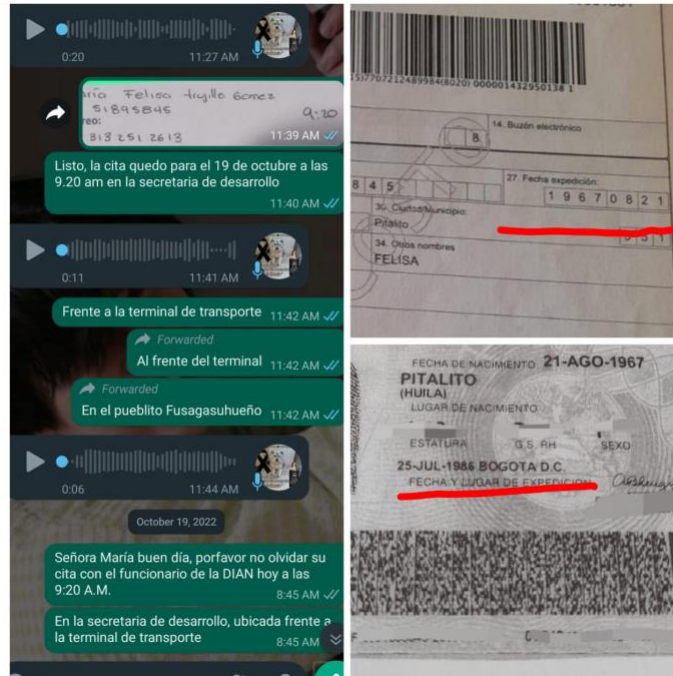 0:20
11:27 AM
Felisa trujillo Gomez
51895845
9:20
reo:
313 251 2613
11:39 AM
Listo, la cita quedo para el 19 de octubre a las
9.20 am en la secretaria de desarrollo
11:40 AM
0:11
11:41 AM
Frente a la terminal de transporte
11:42 AM
Forwarded
Al frente del terminal
11:42 AM
Forwarded
En el pueblito Fusagasuhueño
11:42 AM
0:06
11:44 AM
October 19, 2022
Señora María buen día, porfavor no olvidar su
cita con el funcionario de la DIAN hoy a las
9:20 A.M.
8:45 AM
En la secretaria de desarrollo, ubicada frente a
la terminal de transporte
8:45 AM
14. Buzón electrónico
8
27. Fecha expedición:
8 4 5
1 9 6 7 0 8 2 1
30. Ciudad/Municipio:
Pitalito
5 5 1
34. Otros nombres
FELISA
FECHA DE NACIMIENTO 21-AGO-1967
PITALITO
(HUILA)
LUGAR DE NACIMIENTO
ESTATURA
G.S. RH
SEXO
25-JUL-1986 BOGOTA D.C.
FECHA Y LUGAR DE EXPEDICION